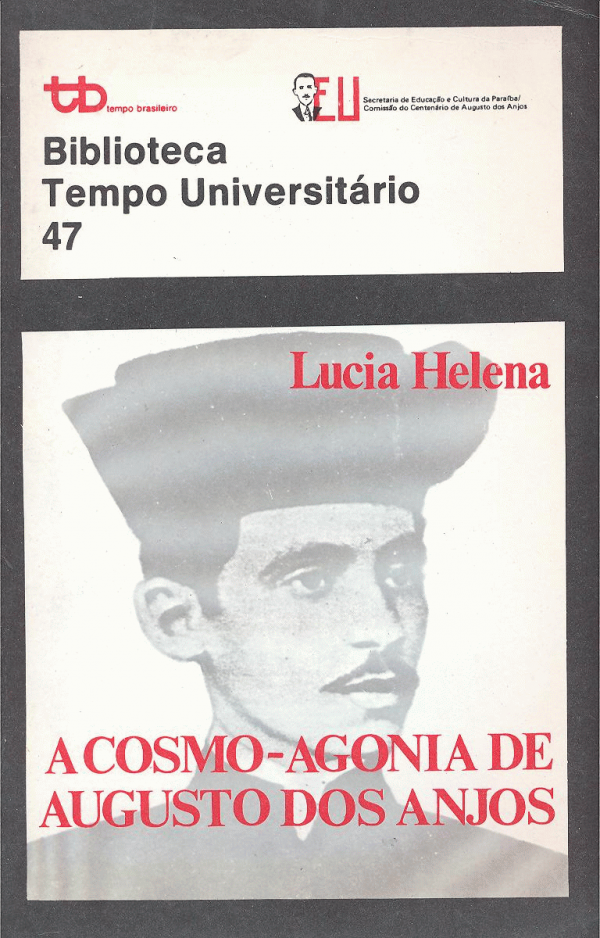 tb tempo brasileiro
EU
Secretaria de Educação e Cultura da Paraíba/
Comissão do Centenário de Augusto dos Anjos
Biblioteca
Tempo Universitário
47
Lucia Helena
A COSMO-AGONIA DE
AUGUSTO DOS ANJOS